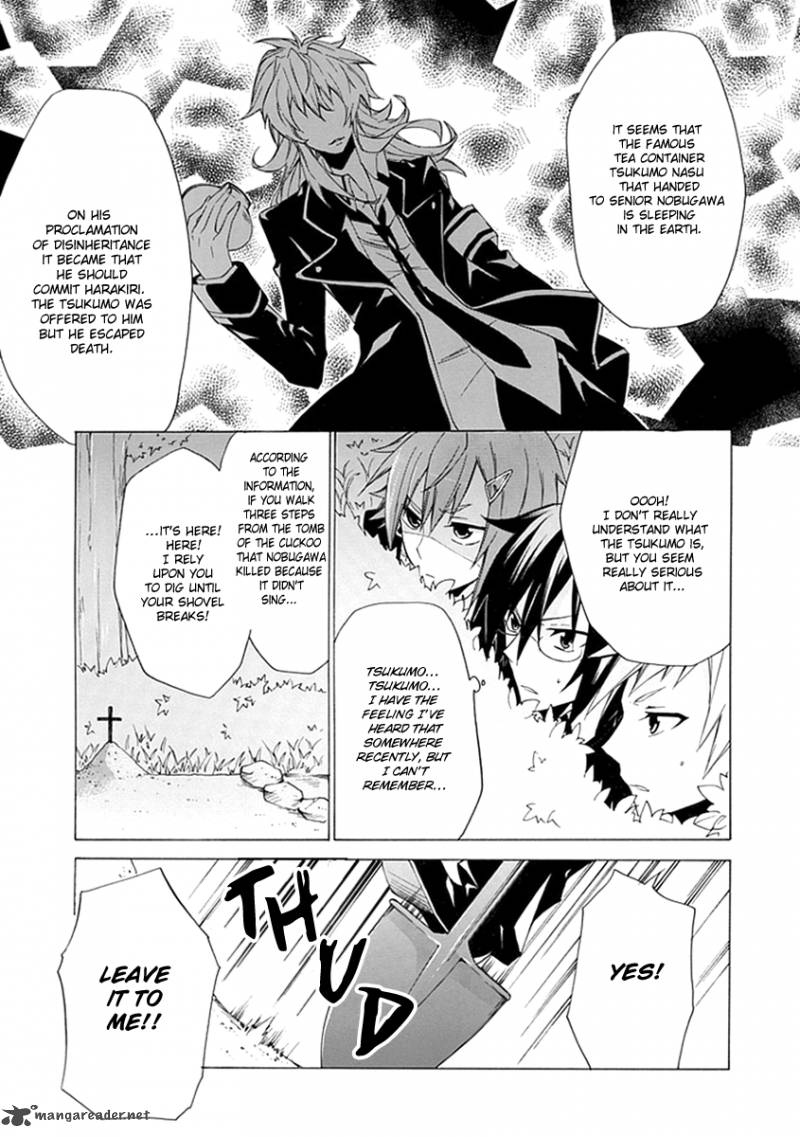 IT SEEMS THAT
THE FAMOUS
TEA CONTAINER
TSUKUMO NASU
THAT HANDED
TO SENIOR NOBUGAWA
IS SLEEPING
IN THE EARTH.
ON HIS
PROCLAMATION
OF DISINHERITANCE
IT BECAME THAT
HE SHOULD
COMMIT HARAKIRI.
THE TSUKUMO WAS
OFFERED TO HIM
BUT HE ESCAPED
DEATH.
OOOH!
I DON'T REALLY
UNDERSTAND WHAT
THE TSUKUMO IS,
BUT YOU SEEM
REALLY SERIOUS
ABOUT IT...
TSUKUMO...
TSUKUMO...
I HAVE THE
FEELING I'VE
HEARD THAT
SOMEWHERE
RECENTLY, BUT
I CAN'T
REMEMBER...
ACCORDING
TO THE
INFORMATION,
IF YOU WALK
THREE STEPS
FROM THE TOMB
OF THE CUCKOO
THAT NOBUGAWA
KILLED BECAUSE
IT DIDN'T
SING...
...IT'S HERE!
HERE!
I RELY
UPON YOU
TO DIG UNTIL
YOUR SHOVEL
BREAKS!
YES!
THUD
LEAVE
IT TO
ME!!
mangareader.net